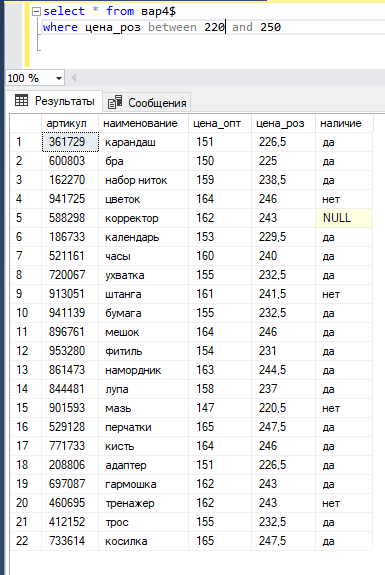 select * from вар4$
where цена_роз between 220 and 250
100 %
Результаты Сообщения
артикул наименование цена_опт цена_роз наличие
1 361729 карандаш 151 226,5 да
2 600803 бра 150 225 да
3 162270 набор ниток 159 238,5 да
4 941725 цветок 164 246 нет
5 588298 корректор 162 243 NULL
6 186733 календарь 153 229,5 да
7 521161 часы 160 240 да
8 720067 ухватка 155 232,5 да
9 913051 штанга 161 241,5 нет
10 941139 бумага 155 232,5 да
11 896761 мешок 164 246 да
12 953280 фитиль 154 231 да
13 861473 намордник 163 244,5 да
14 844481 лупа 158 237 да
15 901593 мазь 147 220,5 нет
16 529128 перчатки 165 247,5 да
17 771733 кисть 164 246 да
18 208806 адаптер 151 226,5 да
19 697087 гармошка 162 243 да
20 460695 тренажер 162 243 нет
21 412152 трос 155 232,5 да
22 733614 косилка 165 247,5 да